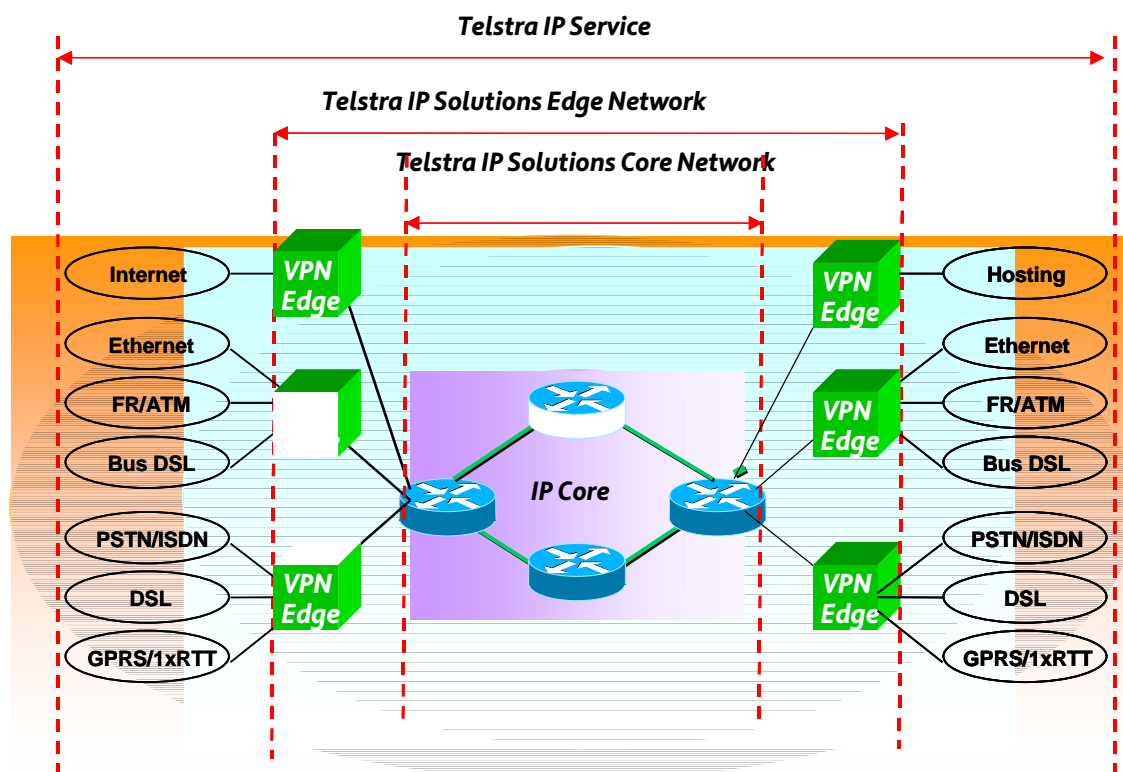 Telstra IP Service
Telstra IP Solutions Edge Network
Telstra IP Solutions Core Network
Internet
VPN
Edge
VPN
Edge
Hosting
Ethernet
Ethernet
FR/ATM
VPN
Edge
FR/ATM
Bus DSL
Bus DSL
IP Core
PSTN/ISDN
PSTN/ISDN
VPN
Edge
VPN
Edge
DSL
DSL
GPRS/1xRTT
GPRS/1xRTT